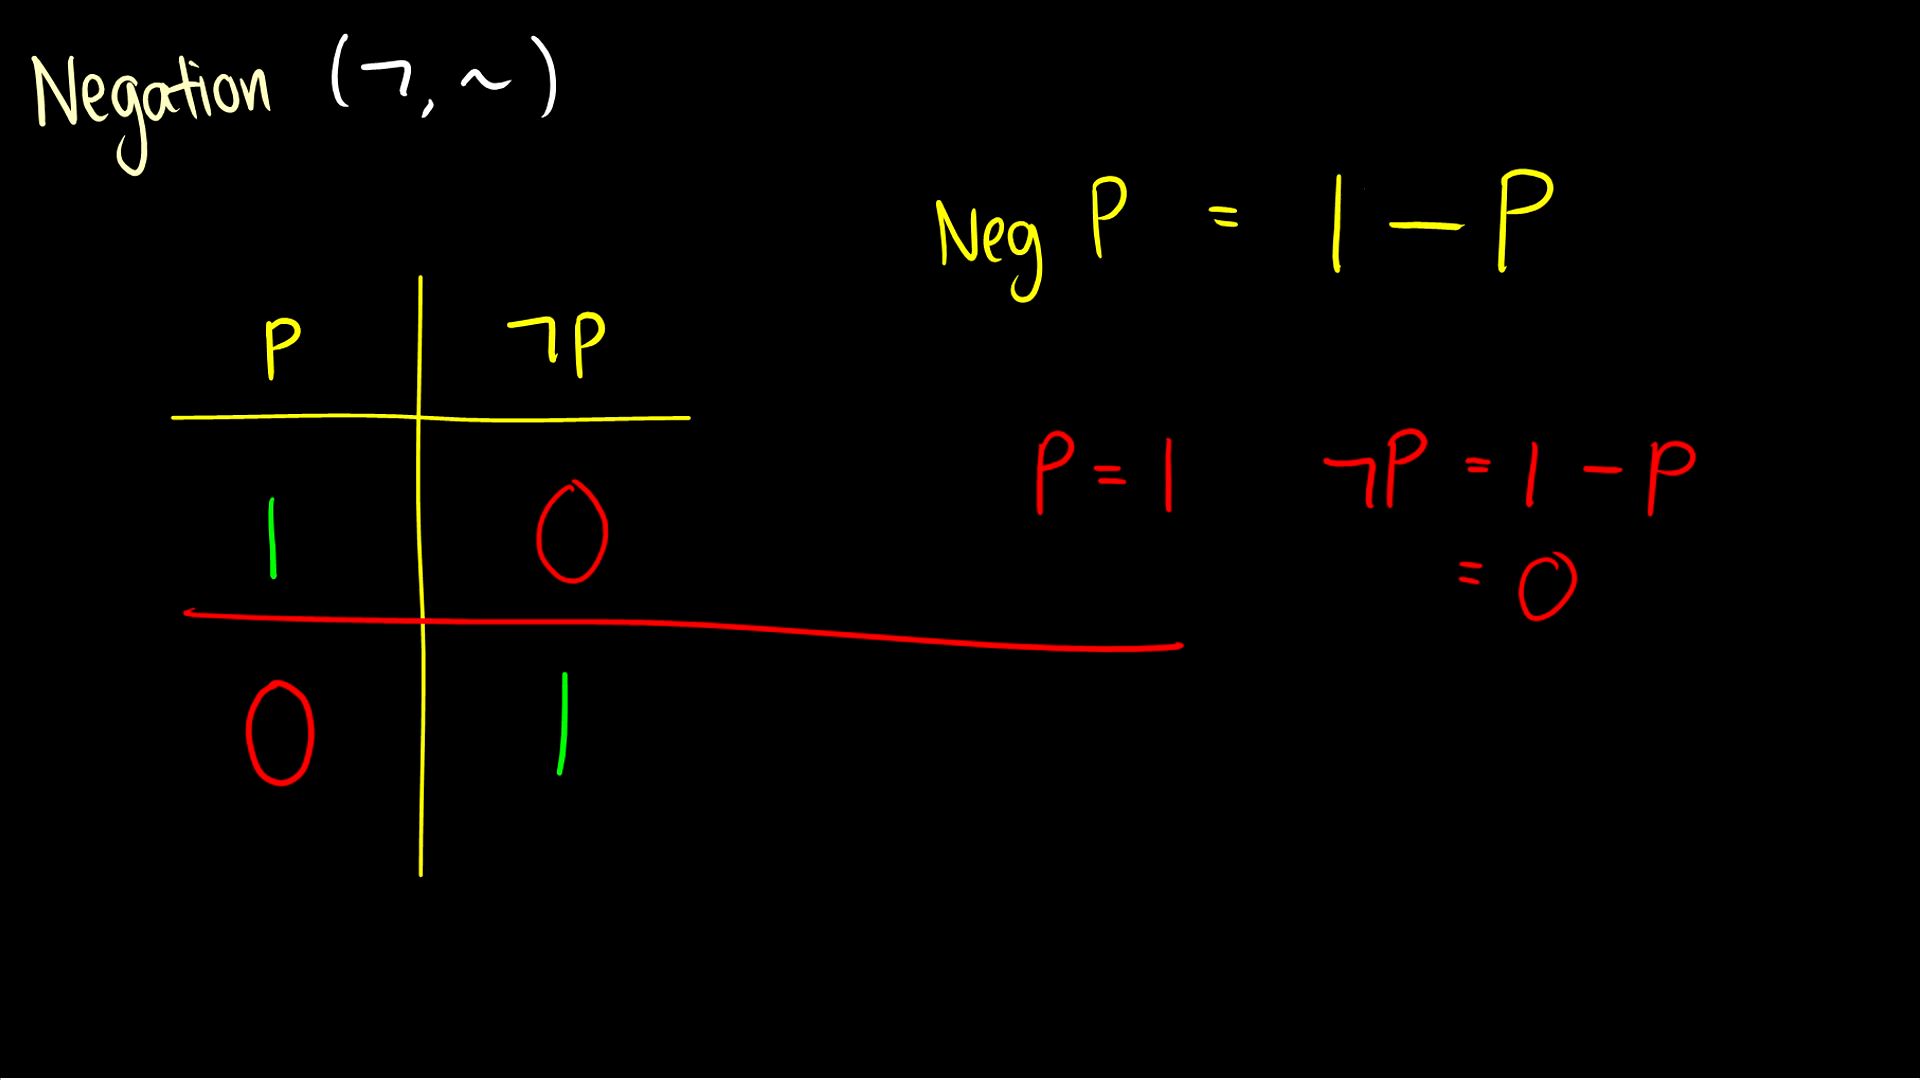 Negation (¬, ~)
Neg P = 1 - P
P ¬P
1 0
0 1
P = 1 ¬P = 1 - P
= 0